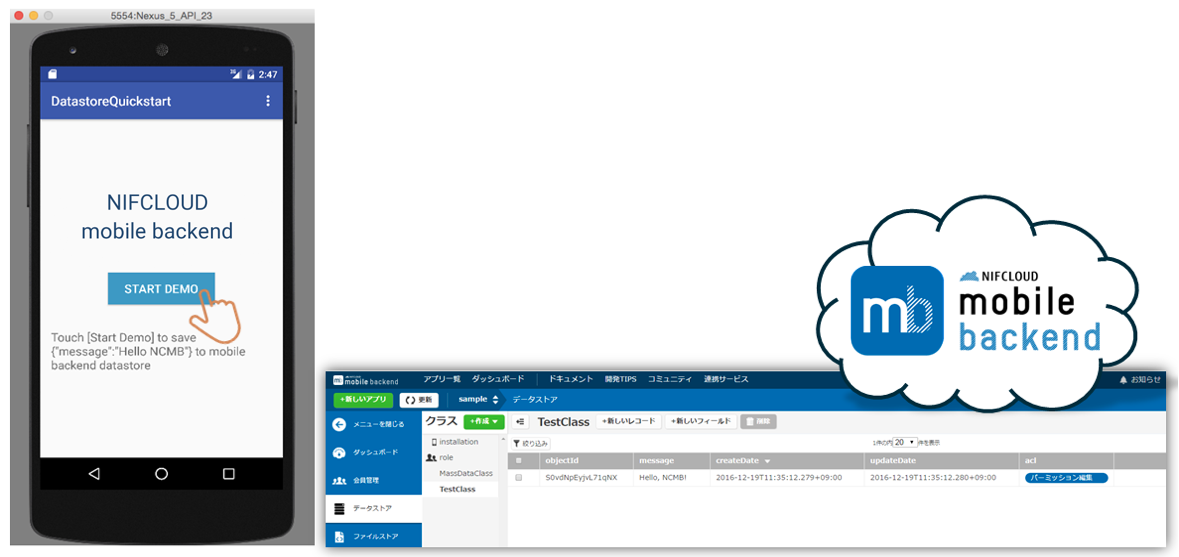 5554:Nexus_5_API_23
2:47
DatastoreQuickstart
NIFCLOUD
mobile backend
START DEMO
Touch [Start Demo] to save
{"message":"Hello NCMB"} to mobile
backend datastore
NIFCLOUD
mb
mobile
backend
mobile backend
アプリ一覧 ダッシュボード ドキュメント 開発TIPS コミュニティ 連携サービス お知らせ
+新しいアプリ 更新 sample データストア
メニューを閉じる
ダッシュボード
会員管理
データストア
ファイルストア
クラス +作成
installation
role
MassDataClass
TestClass
TestClass +新しいレコード +新しいフィールド 削除
絞り込み 1件の内 20 件を表示
objectId message createDate updateDate acl
S0vdNpEyjvL71qNX Hello, NCMB! 2016-12-19T11:35:12.279+09:00 2016-12-19T11:35:12.280+09:00 パーミッション編集